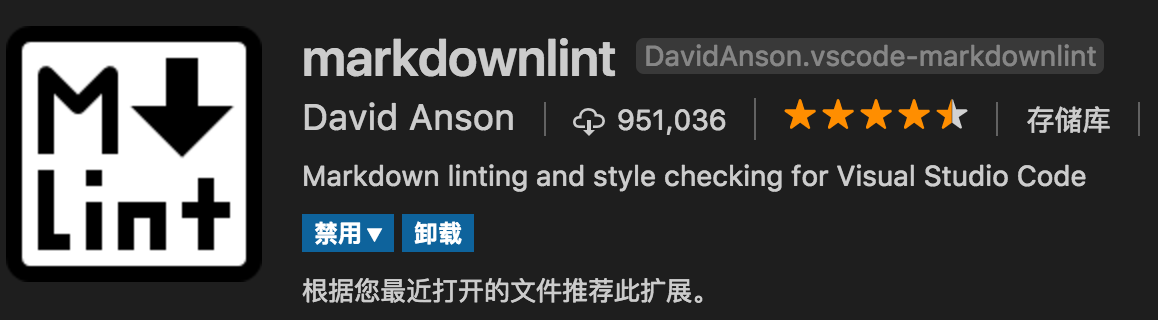 M
Lint
markdownlint DavidAnson.vscode-markdownlint
David Anson | 951,036 | 存储库 |
Markdown linting and style checking for Visual Studio Code
禁用 卸载
根据您最近打开的文件推荐此扩展。